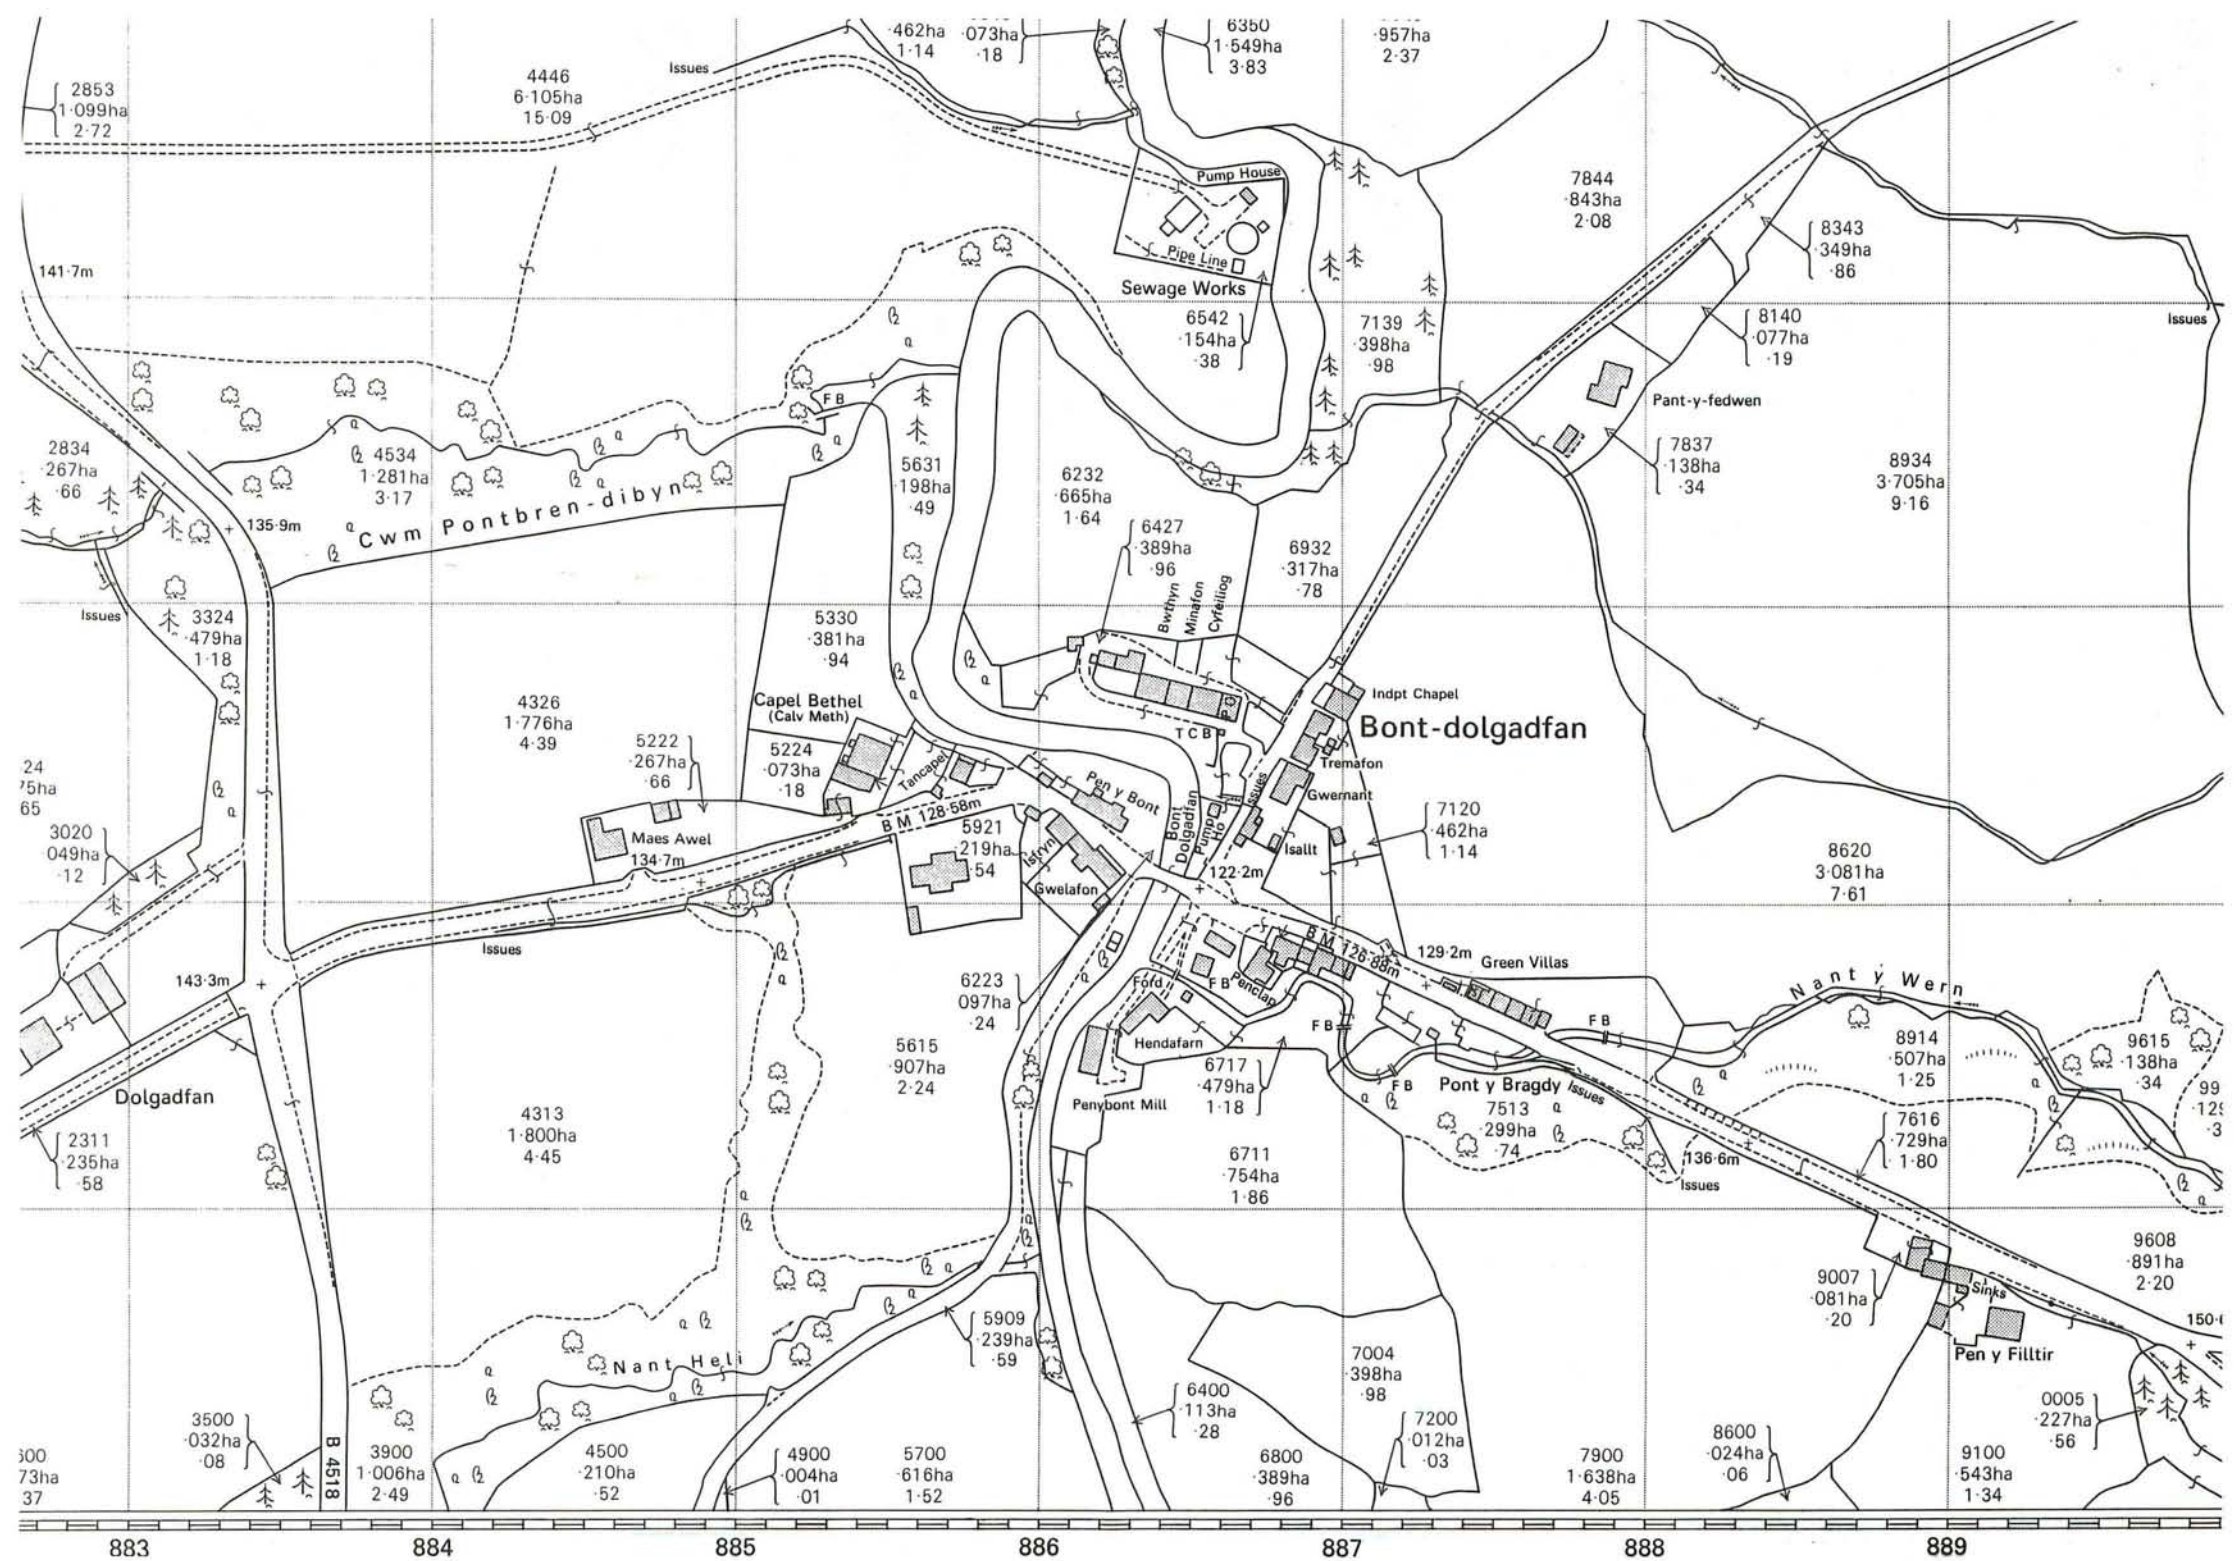 2853
1·099ha
2·72
4446
6·105ha
15·09
Issues
·462ha
1·14
·073ha
·18
6350
1·549ha
3·83
·957ha
2·37
7844
·843ha
2·08
8343
·349ha
·86
Pump House
Pipe Line
Sewage Works
141·7m
6542
·154ha
·38
7139
·398ha
·98
8140
·077ha
·19
Issues
Pant-y-fedwen
7837
·138ha
·34
8934
3·705ha
9·16
2834
·267ha
·66
4534
1·281ha
3·17
F B
5631
·198ha
·49
6232
·665ha
1·64
Cwm Pontbren-dibyn
135·9m
6427
·389ha
·96
6932
·317ha
·78
Bwthyn
Minafon
Cyfeiliog
Issues
3324
·479ha
1·18
5330
·381ha
·94
Capel Bethel
(Calv Meth)
4326
1·776ha
4·39
5222
·267ha
·66
5224
·073ha
·18
Tancapel
P O
T C B
Indpt Chapel
Bont-dolgadfan
Tremafon
Gwernant
Issues
Pen y Bont
Bont
Dolgadfan
Pump
Ho
Isallt
7120
·462ha
1·14
24
75ha
65
3020
049ha
·12
Maes Awel
134·7m
B M 128·58m
5921
·219ha
·54
Isfryn
Gwelafon
122·2m
8620
3·081ha
7·61
Issues
143·3m
B M 126·88m
129·2m
Green Villas
Nant y Wern
6223
097ha
·24
Ford
F B
Penclap
F B
F B
Hendafarn
5615
·907ha
2·24
6717
·479ha
1·18
F B
Pont y Bragdy
Issues
8914
·507ha
1·25
9615
·138ha
·34
99
·129
·3
Dolgadfan
Penybont Mill
4313
1·800ha
4·45
7513
·299ha
·74
7616
·729ha
1·80
2311
·235ha
·58
6711
·754ha
1·86
136·6m
Issues
9608
·891ha
2·20
9007
·081ha
·20
Sinks
Pen y Filltir
5909
·239ha
·59
Nant Heli
7004
·398ha
·98
6400
·113ha
·28
7200
·012ha
·03
0005
·227ha
·56
3500
·032ha
·08
B 4518
3900
1·006ha
2·49
4500
·210ha
·52
4900
·004ha
·01
5700
·616ha
1·52
6800
·389ha
·96
7900
1·638ha
4·05
8600
·024ha
·06
9100
·543ha
1·34
73ha
37
883
884
885
886
887
888
889